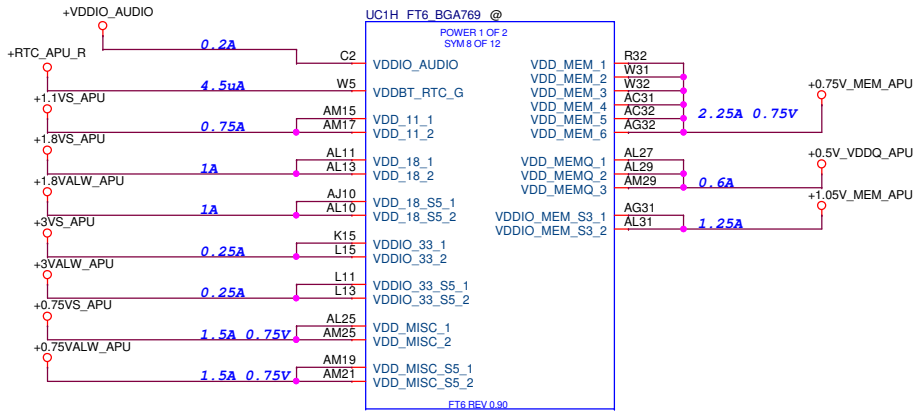 UC1H FT6_BGA769 @
POWER 1 OF 2
SYM 8 OF 12
+VDDIO_AUDIO
0.2A
C2
VDDIO_AUDIO
+RTC_APU_R
4.5uA
W5
VDDBT_RTC_G
+1.1VS_APU
0.75A
AM15
AM17
VDD_11_1
VDD_11_2
+1.8VS_APU
1A
AL11
AL13
VDD_18_1
VDD_18_2
+1.8VALW_APU
1A
AJ10
AL10
VDD_18_S5_1
VDD_18_S5_2
+3VS_APU
0.25A
K15
L15
VDDIO_33_1
VDDIO_33_2
+3VALW_APU
0.25A
L11
L13
VDDIO_33_S5_1
VDDIO_33_S5_2
+0.75VS_APU
1.5A 0.75V
AL25
AM25
VDD_MISC_1
VDD_MISC_2
+0.75VALW_APU
1.5A 0.75V
AM19
AM21
VDD_MISC_S5_1
VDD_MISC_S5_2
VDD_MEM_1
VDD_MEM_2
VDD_MEM_3
VDD_MEM_4
VDD_MEM_5
VDD_MEM_6
R32
W31
W32
AC31
AC32
AG32
2.25A 0.75V
+0.75V_MEM_APU
VDD_MEMQ_1
VDD_MEMQ_2
VDD_MEMQ_3
AL27
AL29
AM29
0.6A
+0.5V_VDDQ_APU
VDDIO_MEM_S3_1
VDDIO_MEM_S3_2
AG31
AL31
1.25A
+1.05V_MEM_APU
FT6 REV 0.90